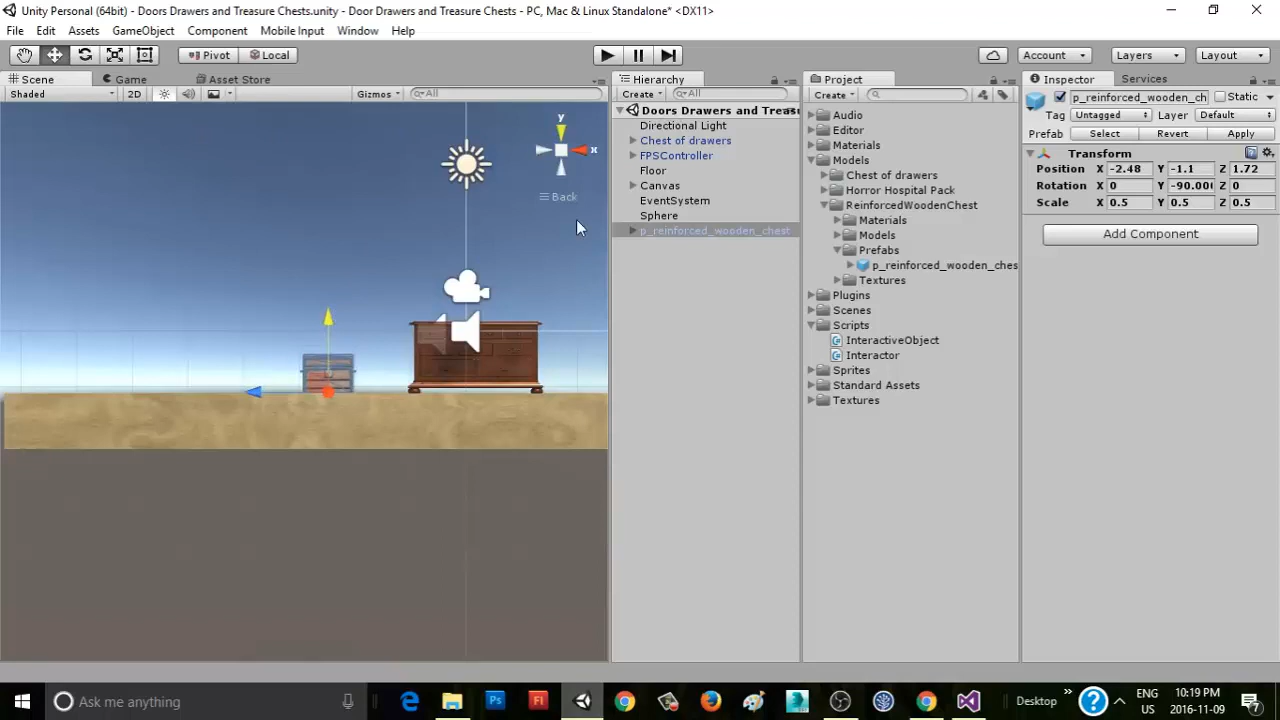 Unity Personal (64bit) - Doors Drawers and Treasure Chests.unity - Door Drawers and Treasure Chests - PC, Mac & Linux Standalone* <DX11>
File Edit Assets GameObject Component Mobile Input Window Help
Pivot Local Account Layers Layout
Scene Game Asset Store
Shaded 2D Gizmos All
y
x
Back
Hierarchy
Create All
Doors Drawers and Treas
Directional Light
Chest of drawers
FPSController
Floor
Canvas
EventSystem
Sphere
p_reinforced_wooden_chest
Project
Create
Audio
Editor
Materials
Models
Chest of drawers
Horror Hospital Pack
ReinforcedWoodenChest
Materials
Models
Prefabs
p_reinforced_wooden_ches
Textures
Plugins
Scenes
Scripts
InteractiveObject
Interactor
Sprites
Standard Assets
Textures
Inspector Services
p_reinforced_wooden_ch Static
Tag Untagged Layer Default
Prefab Select Revert Apply
Transform
Position X -2.48 Y -1.1 Z 1.72
Rotation X 0 Y -90.00 Z 0
Scale X 0.5 Y 0.5 Z 0.5
Add Component
Ask me anything
Ps
Fl
Desktop
ENG
US
10:19 PM
2016-11-09
7